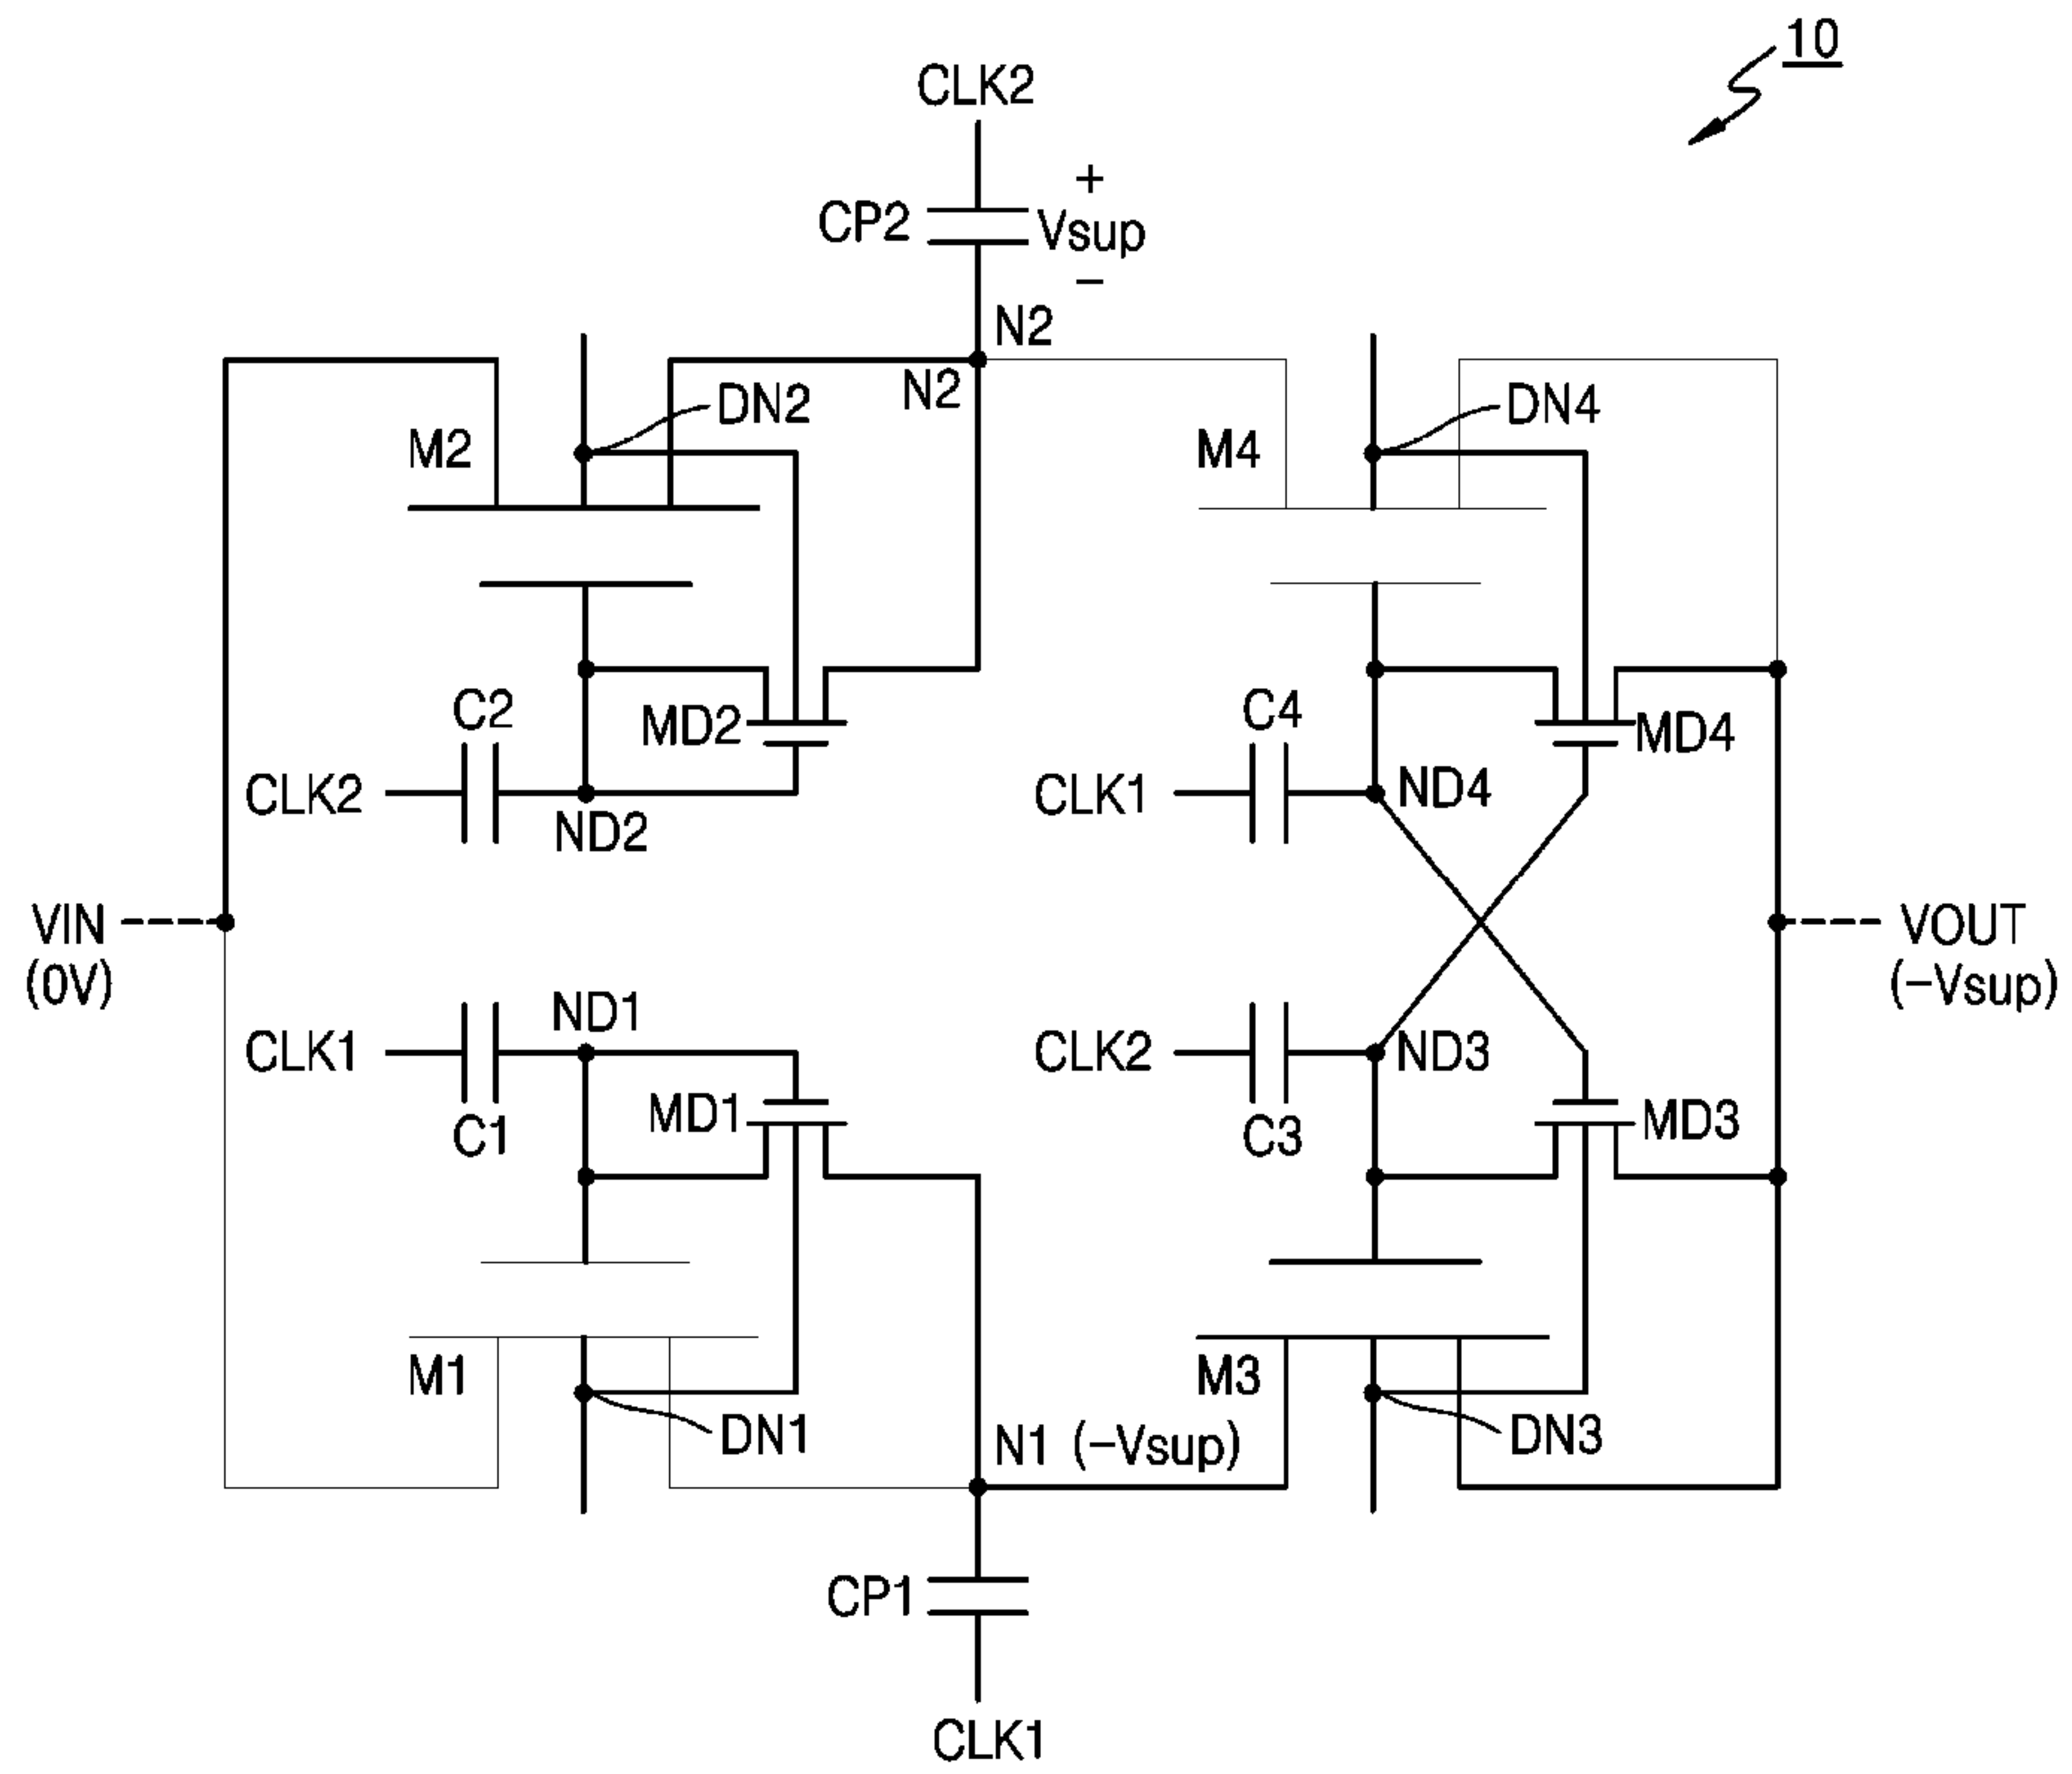 10
CLK2
+
CP2
Vsup
−
N2
N2
DN2
DN4
M2
M4
C2
MD2
C4
MD4
CLK2
ND2
CLK1
ND4
VIN
(0V)
VOUT
(−Vsup)
CLK1
ND1
CLK2
ND3
C1
MD1
C3
MD3
M1
DN1
M3
DN3
N1 (−Vsup)
CP1
CLK1